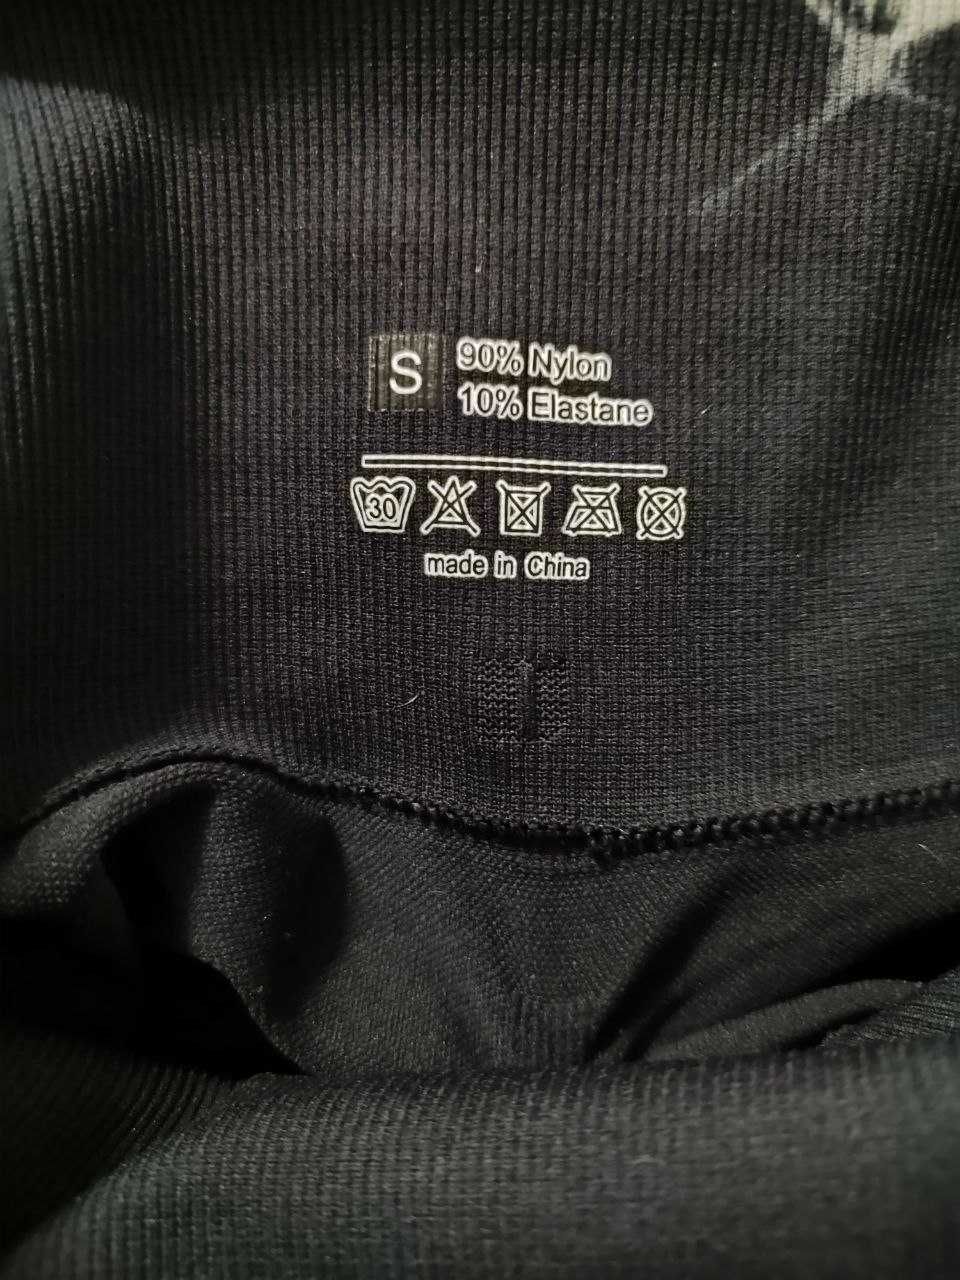 S
90% Nylon
10% Elastane
30
made in China